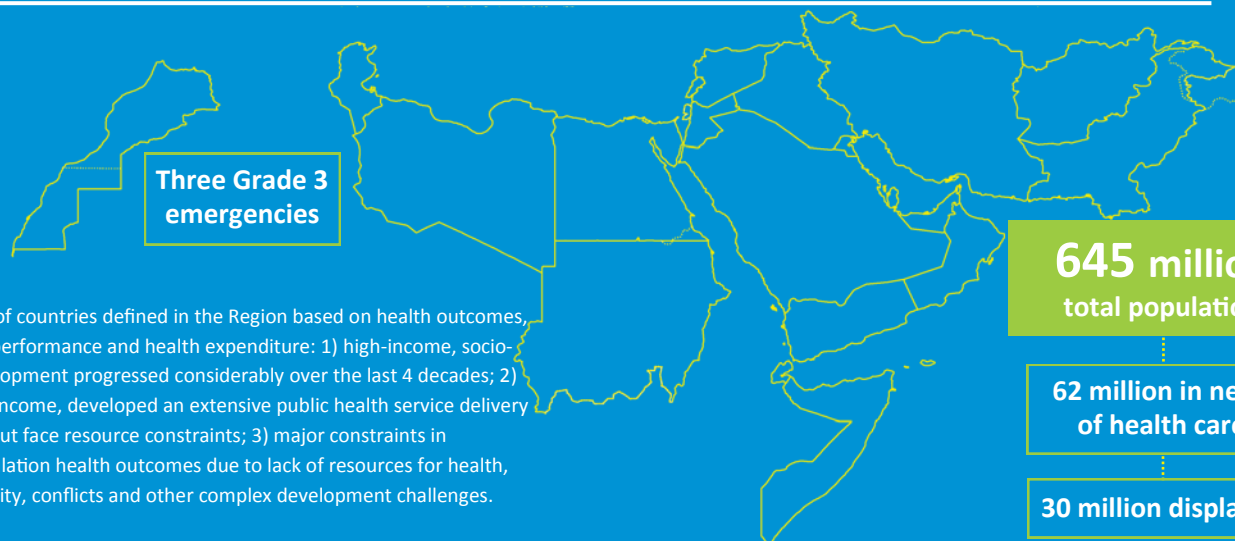 Three Grade 3
emergencies
of countries defined in the Region based on health outcomes,
performance and health expenditure: 1) high-income, socio-
opment progressed considerably over the last 4 decades; 2)
ncome, developed an extensive public health service delivery
ut face resource constraints; 3) major constraints in
lation health outcomes due to lack of resources for health,
ity, conflicts and other complex development challenges.
645 millio
total populatio
62 million in ne
of health care
30 million displa